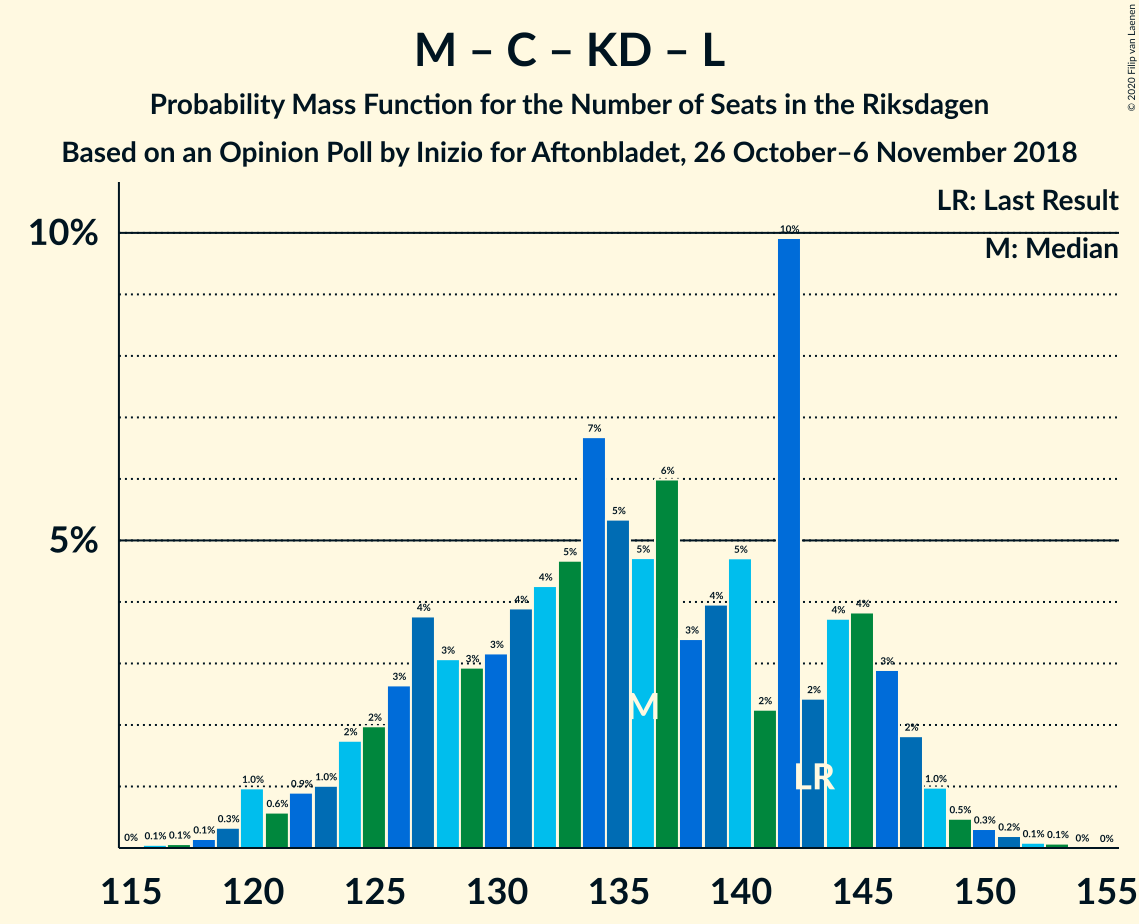 M – C – KD – L
Probability Mass Function for the Number of Seats in the Riksdagen
Based on an Opinion Poll by Inizio for Aftonbladet, 26 October–6 November 2018
© 2020 Filip van Laenen
LR: Last Result
M: Median
10%
5%
0% 0.1% 0.1% 0.1% 0.3% 1.0% 0.6% 0.9% 1.0% 2% 2% 3% 4% 3% 3% 3% 4% 4% 5% 7% 5% 5% 6% 3% 4% 5% 2% 10% 2% 4% 4% 3% 2% 1.0% 0.5% 0.3% 0.2% 0.1% 0.1% 0% 0%
M
LR
115 120 125 130 135 140 145 150 155